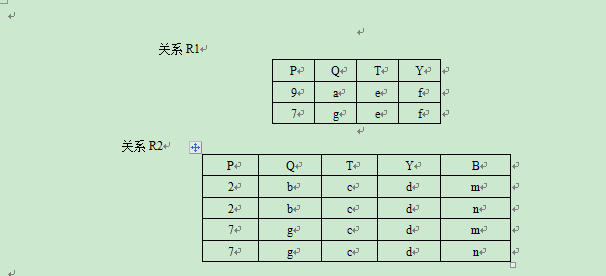 关系 R1
P Q T Y
9 a e f
7 g e f
关系 R2
P Q T Y B
2 b c d m
2 b c d n
7 g c d m
7 g c d n